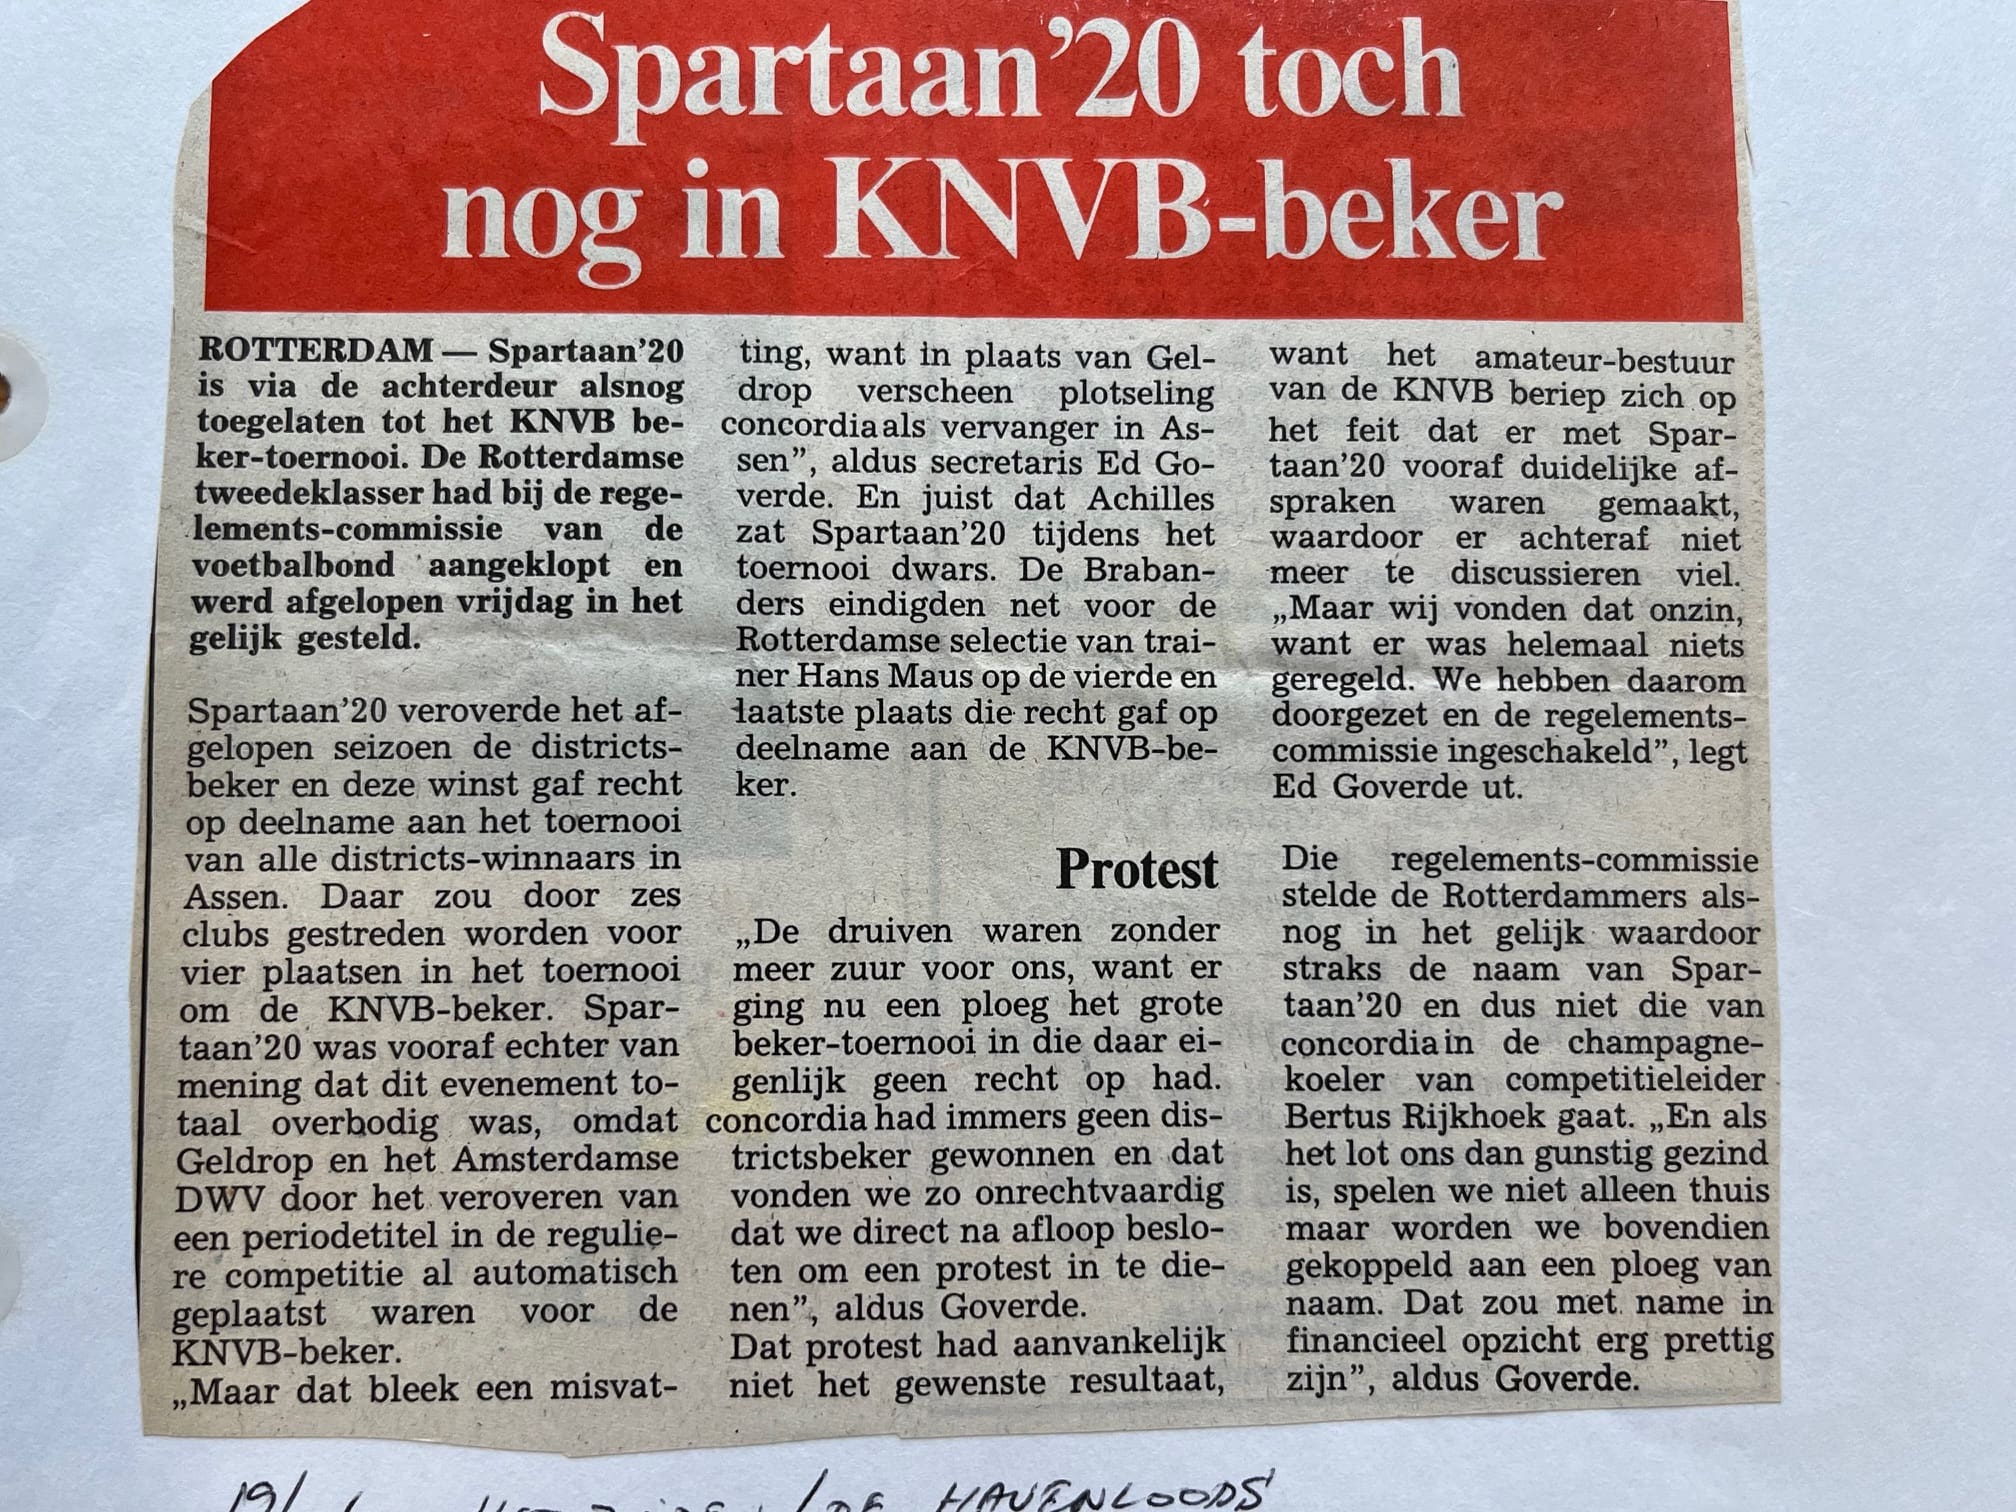 Spartaan’20 toch
nog in KNVB-beker
ROTTERDAM — Spartaan’20
is via de achterdeur alsnog
toegelaten tot het KNVB be-
ker-toernooi. De Rotterdamse
tweedeklasser had bij de rege-
lements-commissie van de
voetbalbond aangeklopt en
werd afgelopen vrijdag in het
gelijk gesteld.
Spartaan’20 veroverde het af-
gelopen seizoen de districts-
beker en deze winst gaf recht
op deelname aan het toernooi
van alle districts-winnaars in
Assen. Daar zou door zes
clubs gestreden worden voor
vier plaatsen in het toernooi
om de KNVB-beker. Spar-
taan’20 was vooraf echter van
mening dat dit evenement to-
taal overbodig was, omdat
Geldrop en het Amsterdamse
DWV door het veroveren van
een periodetitel in de regulie-
re competitie al automatisch
geplaatst waren voor de
KNVB-beker.
„Maar dat bleek een misvat-
ting, want in plaats van Gel-
drop verscheen plotseling
concordia als vervanger in As-
sen”, aldus secretaris Ed Go-
verde. En juist dat Achilles
zat Spartaan’20 tijdens het
toernooi dwars. De Braban-
ders eindigden net voor de
Rotterdamse selectie van trai-
ner Hans Maus op de vierde en
laatste plaats die recht gaf op
deelname aan de KNVB-be-
ker.
Protest
„De druiven waren zonder
meer zuur voor ons, want er
ging nu een ploeg het grote
beker-toernooi in die daar ei-
genlijk geen recht op had.
concordia had immers geen dis-
trictsbeker gewonnen en dat
vonden we zo onrechtvaardig
dat we direct na afloop beslo-
ten om een protest in te die-
nen”, aldus Goverde.
Dat protest had aanvankelijk
niet het gewenste resultaat,
want het amateur-bestuur
van de KNVB beriep zich op
het feit dat er met Spar-
taan’20 vooraf duidelijke af-
spraken waren gemaakt,
waardoor er achteraf niet
meer te discussieren viel.
„Maar wij vonden dat onzin,
want er was helemaal niets
geregeld. We hebben daarom
doorgezet en de regelements-
commissie ingeschakeld”, legt
Ed Goverde ut.
Die regelements-commissie
stelde de Rotterdammers als-
nog in het gelijk waardoor
straks de naam van Spar-
taan’20 en dus niet die van
concordia in de champagne-
koeler van competitieleider
Bertus Rijkhoek gaat. „En als
het lot ons dan gunstig gezind
is, spelen we niet alleen thuis
maar worden we bovendien
gekoppeld aan een ploeg van
naam. Dat zou met name in
financieel opzicht erg prettig
zijn”, aldus Goverde.
/DE HAVENLOODS